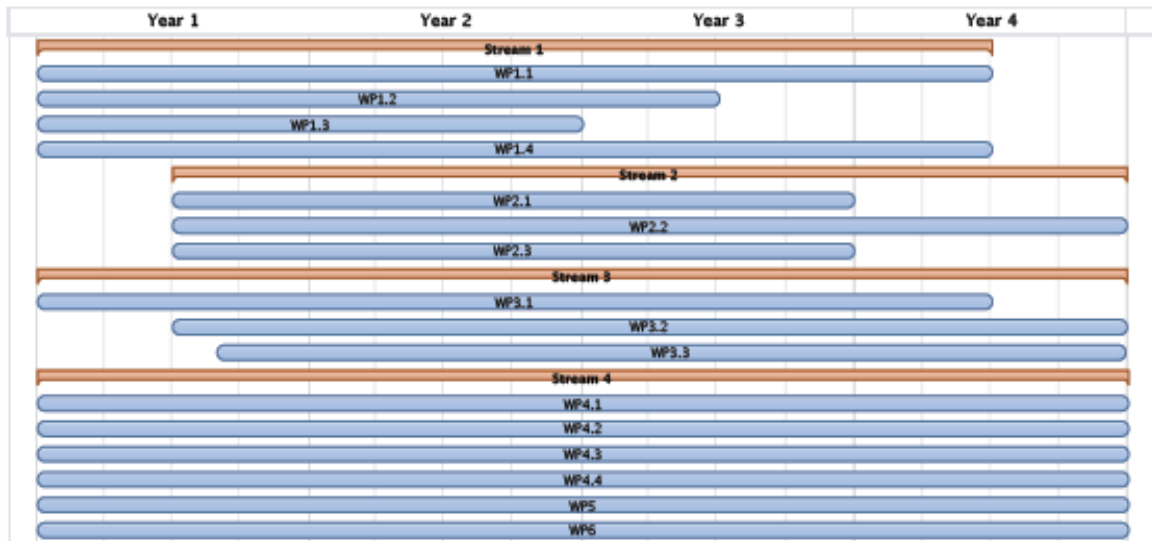 Year 1 Year 2 Year 3 Year 4
Stream 1
WP1.1
WP1.2
WP1.3
WP1.4
Stream 2
WP2.1
WP2.2
WP2.3
Stream 3
WP3.1
WP3.2
WP3.3
Stream 4
WP4.1
WP4.2
WP4.3
WP4.4
WP5
WP6